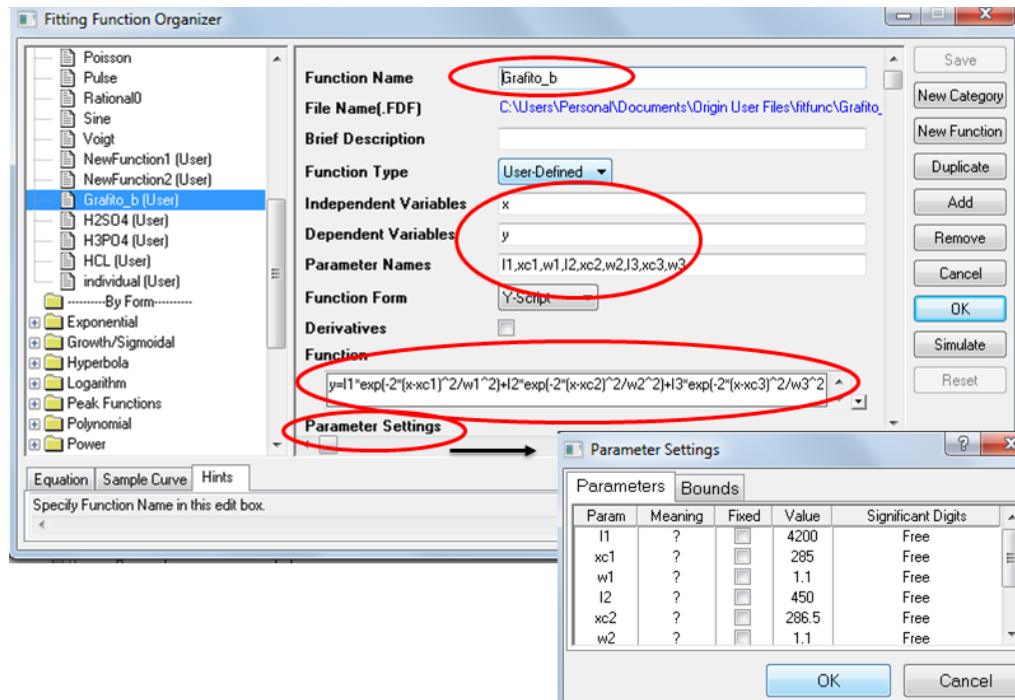 Fitting Function Organizer
Poisson
Pulse
Rational0
Sine
Voigt
NewFunction1 (User)
NewFunction2 (User)
Grafito_b (User)
H2SO4 (User)
H3PO4 (User)
HCL (User)
individual (User)
----------By Form----------
Exponential
Growth/Sigmoidal
Hyperbola
Logarithm
Peak Functions
Polynomial
Power
Function Name Grafito_b
File Name(.FDF) C:\Users\Personal\Documents\Origin User Files\fitfunc\Grafito_
Brief Description
Function Type User-Defined
Independent Variables x
Dependent Variables y
Parameter Names I1,xc1,w1,I2,xc2,w2,I3,xc3,w3
Function Form Y-Script
Derivatives
Function
y=I1*exp(-2*(x-xc1)^2/w1^2)+I2*exp(-2*(x-xc2)^2/w2^2)+I3*exp(-2*(x-xc3)^2/w3^2
Parameter Settings
Save
New Category
New Function
Duplicate
Add
Remove
Cancel
OK
Simulate
Reset
Equation Sample Curve Hints
Specify Function Name in this edit box.
Parameter Settings
Parameters Bounds
Param Meaning Fixed Value Significant Digits
I1 ? 4200 Free
xc1 ? 285 Free
w1 ? 1.1 Free
I2 ? 450 Free
xc2 ? 286.5 Free
w2 ? 1.1 Free
OK Cancel